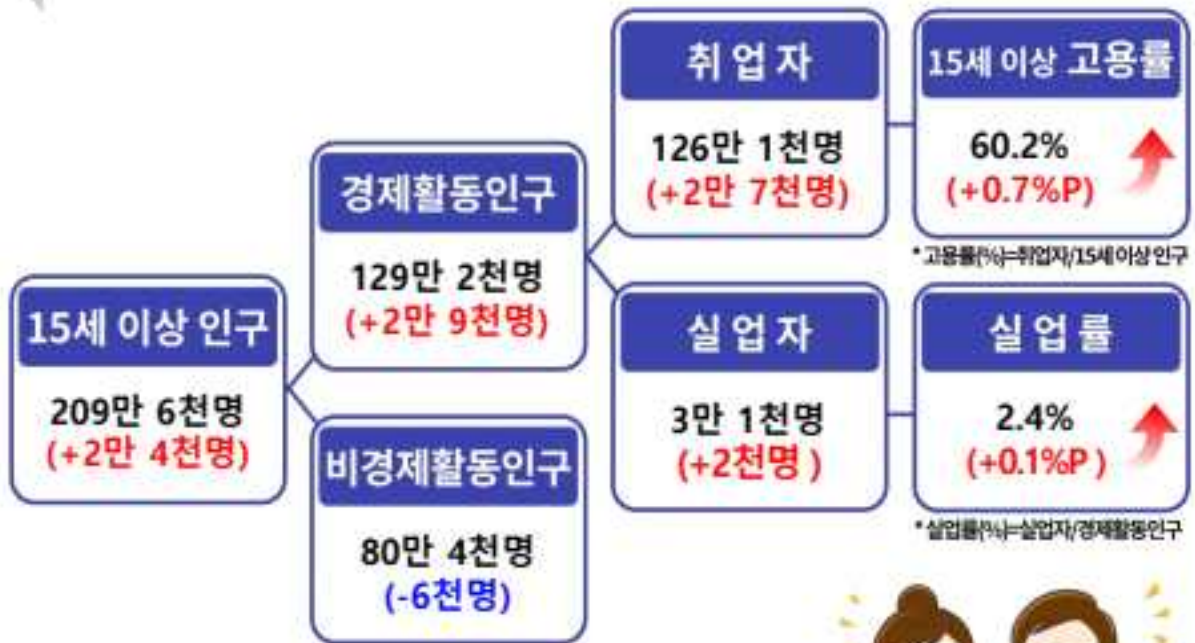 취업자
126만 1천명
(+2만 7천명)
15세 이상 고용률
60.2%
(+0.7%P)
* 고용률(%)=취업자/15세 이상 인구
경제활동인구
129만 2천명
(+2만 9천명)
15세 이상 인구
209만 6천명
(+2만 4천명)
실업자
3만 1천명
(+2천명 )
실업률
2.4%
(+0.1%P )
* 실업률(%)=실업자/경제활동인구
비경제활동인구
80만 4천명
(-6천명)